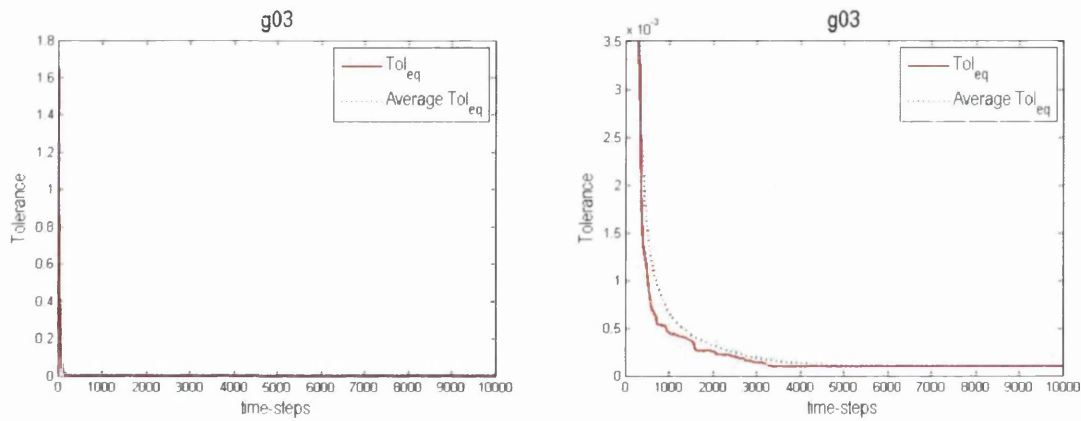 g03
1.8
1.6
1.4
1.2
1
0.8
0.6
0.4
0.2
0
Tolerance
Tol_eq
Average Tol_eq
0 1000 2000 3000 4000 5000 6000 7000 8000 9000 10000
time-steps
g03
× 10⁻³
3.5
3
2.5
2
1.5
1
0.5
0
Tolerance
Tol_eq
Average Tol_eq
0 1000 2000 3000 4000 5000 6000 7000 8000 9000 10000
time-steps